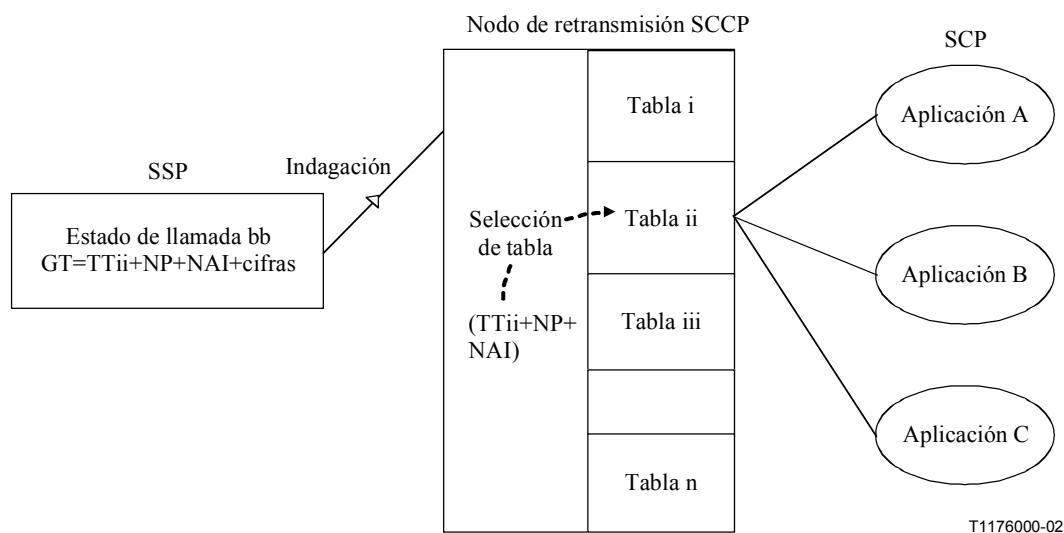 Nodo de retransmisión SCCP
SCP
SSP
Indagación
Estado de llamada bb
GT=TTii+NP+NAI+cifras
Selección
de tabla
(TTii+NP+
NAI)
Tabla i
Tabla ii
Tabla iii
Tabla n
Aplicación A
Aplicación B
Aplicación C
T1176000-02